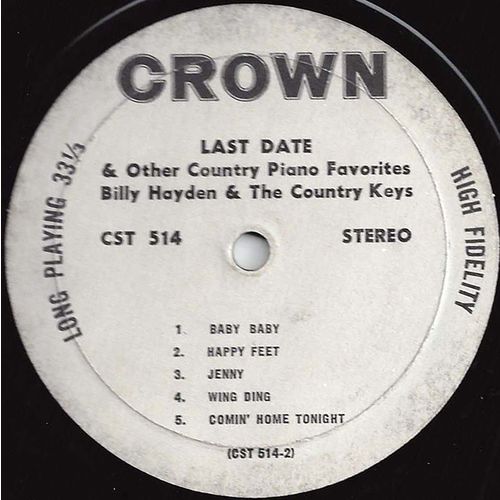 CROWN
LAST DATE
& Other Country Piano Favorites
Billy Hayden & The Country Keys
CST 514 STEREO
LONG PLAYING 33⅓
HIGH FIDELITY
1. BABY BABY
2. HAPPY FEET
3. JENNY
4. WING DING
5. COMIN' HOME TONIGHT
(CST 514-2)